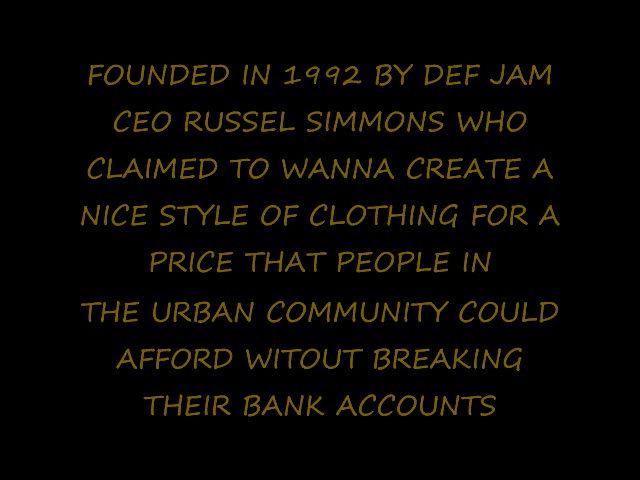 FOUNDED IN 1992 BY DEF JAM
CEO RUSSEL SIMMONS WHO
CLAIMED TO WANNA CREATE A
NICE STYLE OF CLOTHING FOR A
PRICE THAT PEOPLE IN
THE URBAN COMMUNITY COULD
AFFORD WITOUT BREAKING
THEIR BANK ACCOUNTS